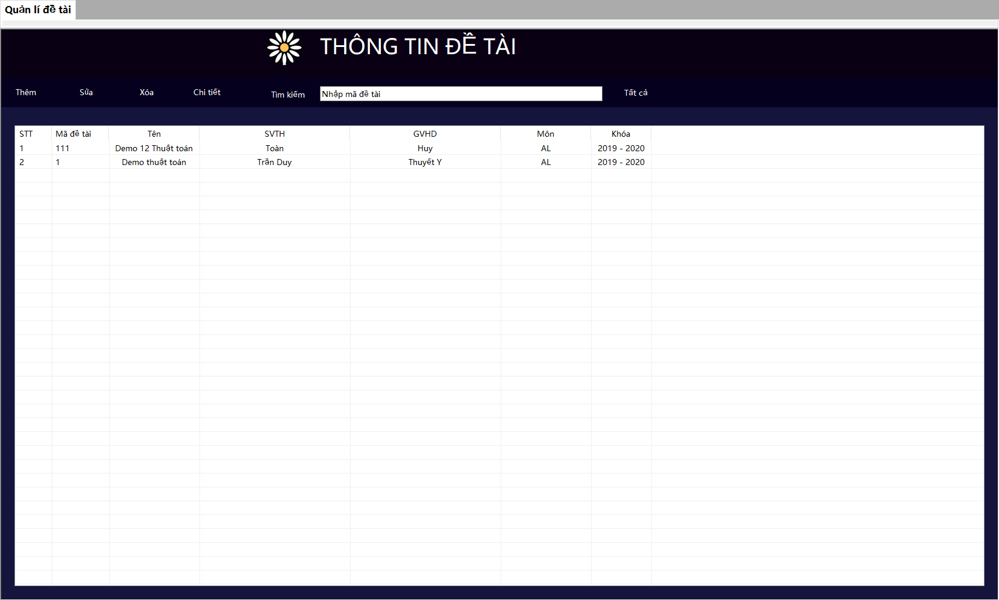 Quản lí đề tài
THÔNG TIN ĐỀ TÀI
Thêm Sửa Xóa Chi tiết Tìm kiếm Nhập mã đề tài Tất cả
STT Mã đề tài Tên SVTH GVHD Môn Khóa
1 111 Demo 12 Thuật toán Toàn Huy AL 2019 - 2020
2 1 Demo thuật toán Trần Duy Thuyết Y AL 2019 - 2020